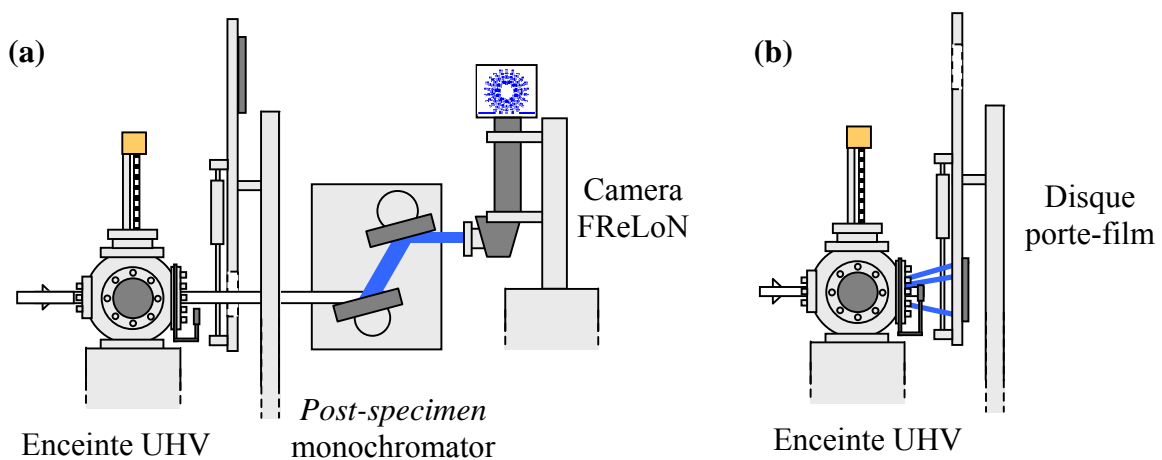 (a)
(b)
Camera
FReLoN
Disque
porte-film
Post-specimen
monochromator
Enceinte UHV
Enceinte UHV